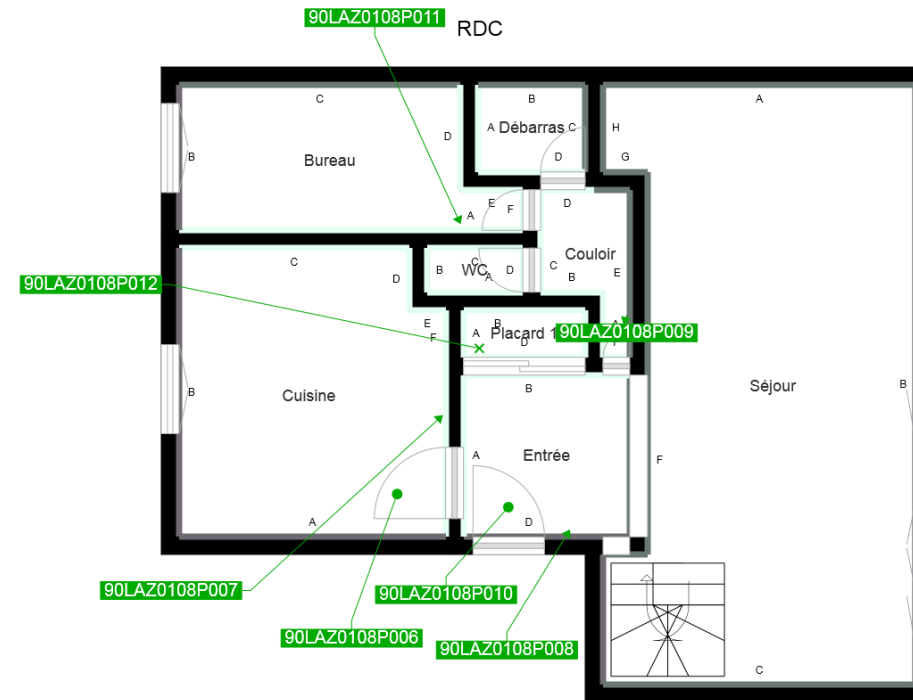 90LAZ0108P011
RDC
C
B
A
A
Débarras
C
H
D
B
Bureau
D
G
E
F
D
A
C
C
Couloir
B
WC
D
C
B
E
D
A
90LAZ0108P012
E
F
B
A
Placard 1
D
A
90LAZ0108P009
B
Cuisine
B
Séjour
B
A
Entrée
F
A
D
90LAZ0108P007
90LAZ0108P010
90LAZ0108P006
90LAZ0108P008
C